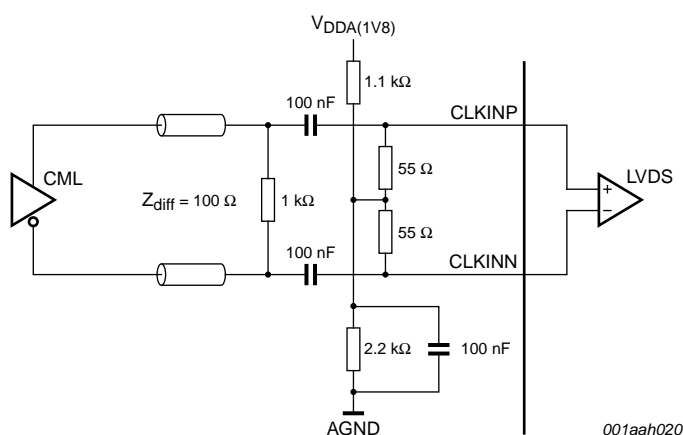 VDDA(1V8)
1.1 kΩ
100 nF
CLKINP
CML
Zdiff = 100 Ω
1 kΩ
55 Ω
LVDS
+
−
55 Ω
100 nF
CLKINN
2.2 kΩ
100 nF
AGND
001aah020